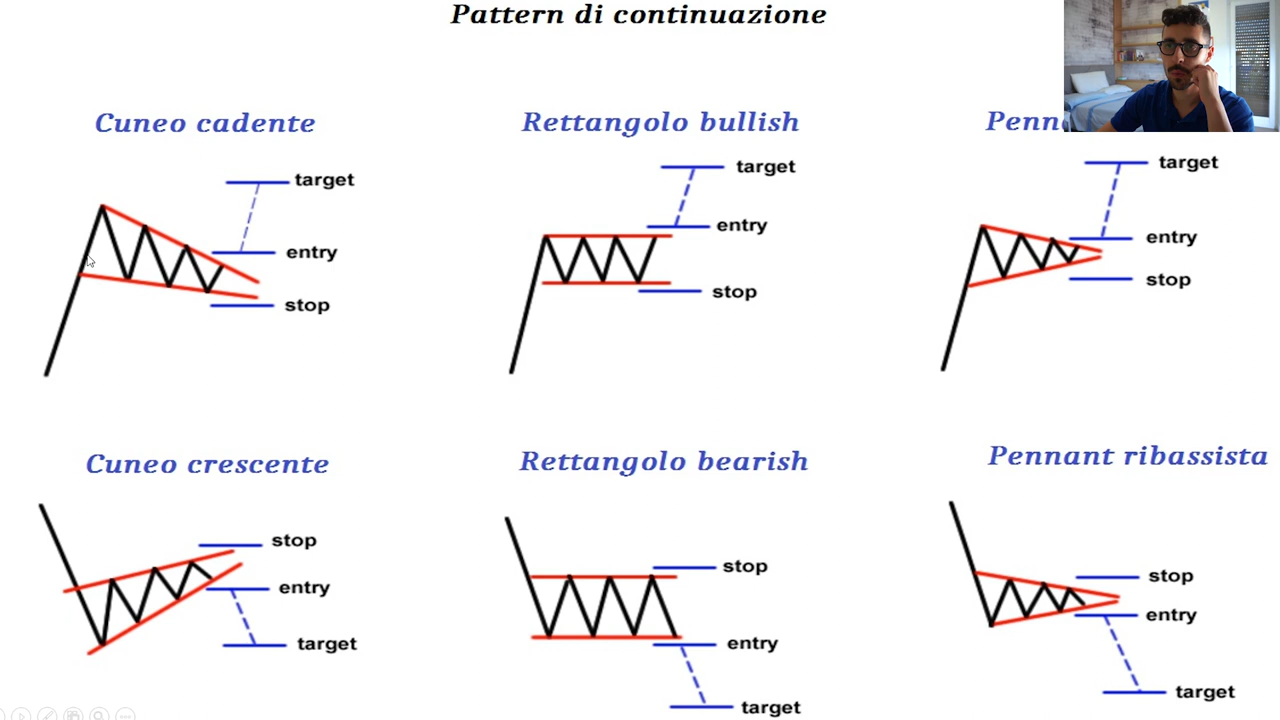 Pattern di continuazione
Cuneo cadente
Rettangolo bullish
target
entry
stop
target
entry
stop
target
entry
stop
Cuneo crescente
Rettangolo bearish
Pennant ribassista
stop
entry
target
stop
entry
target
stop
entry
target